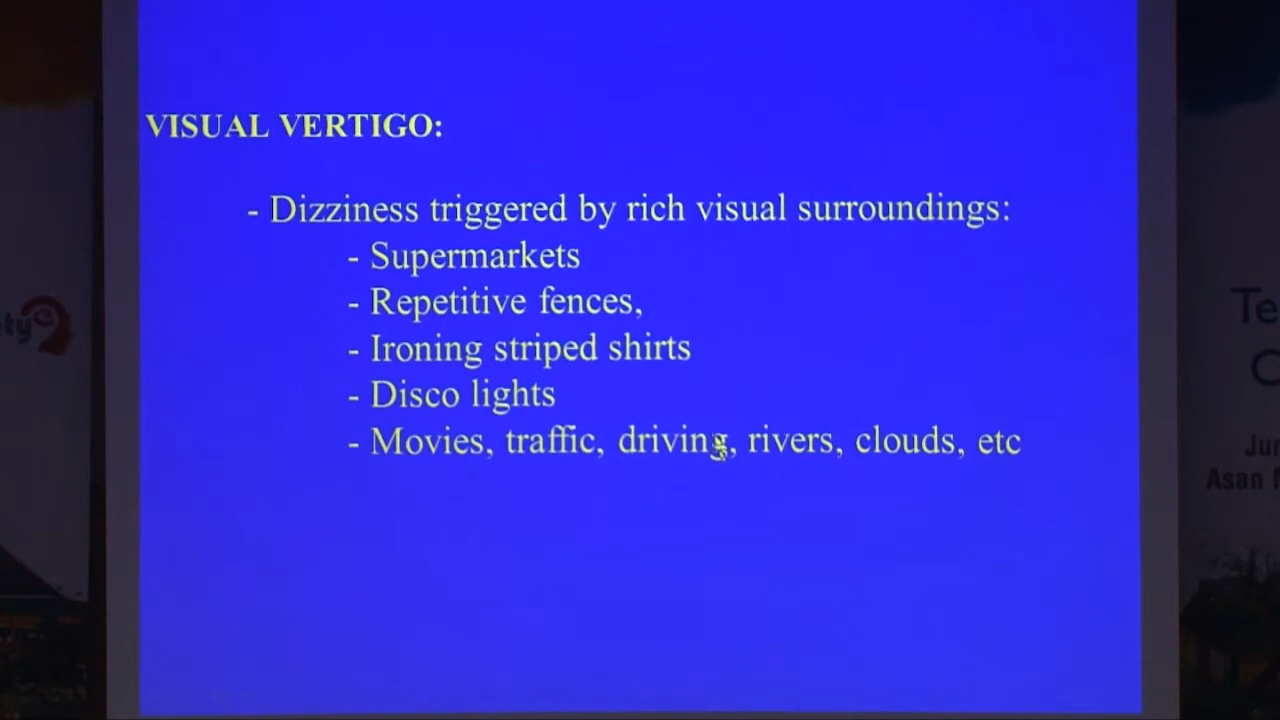 VISUAL VERTIGO:
- Dizziness triggered by rich visual surroundings:
- Supermarkets
- Repetitive fences,
- Ironing striped shirts
- Disco lights
- Movies, traffic, driving, rivers, clouds, etc
Asan